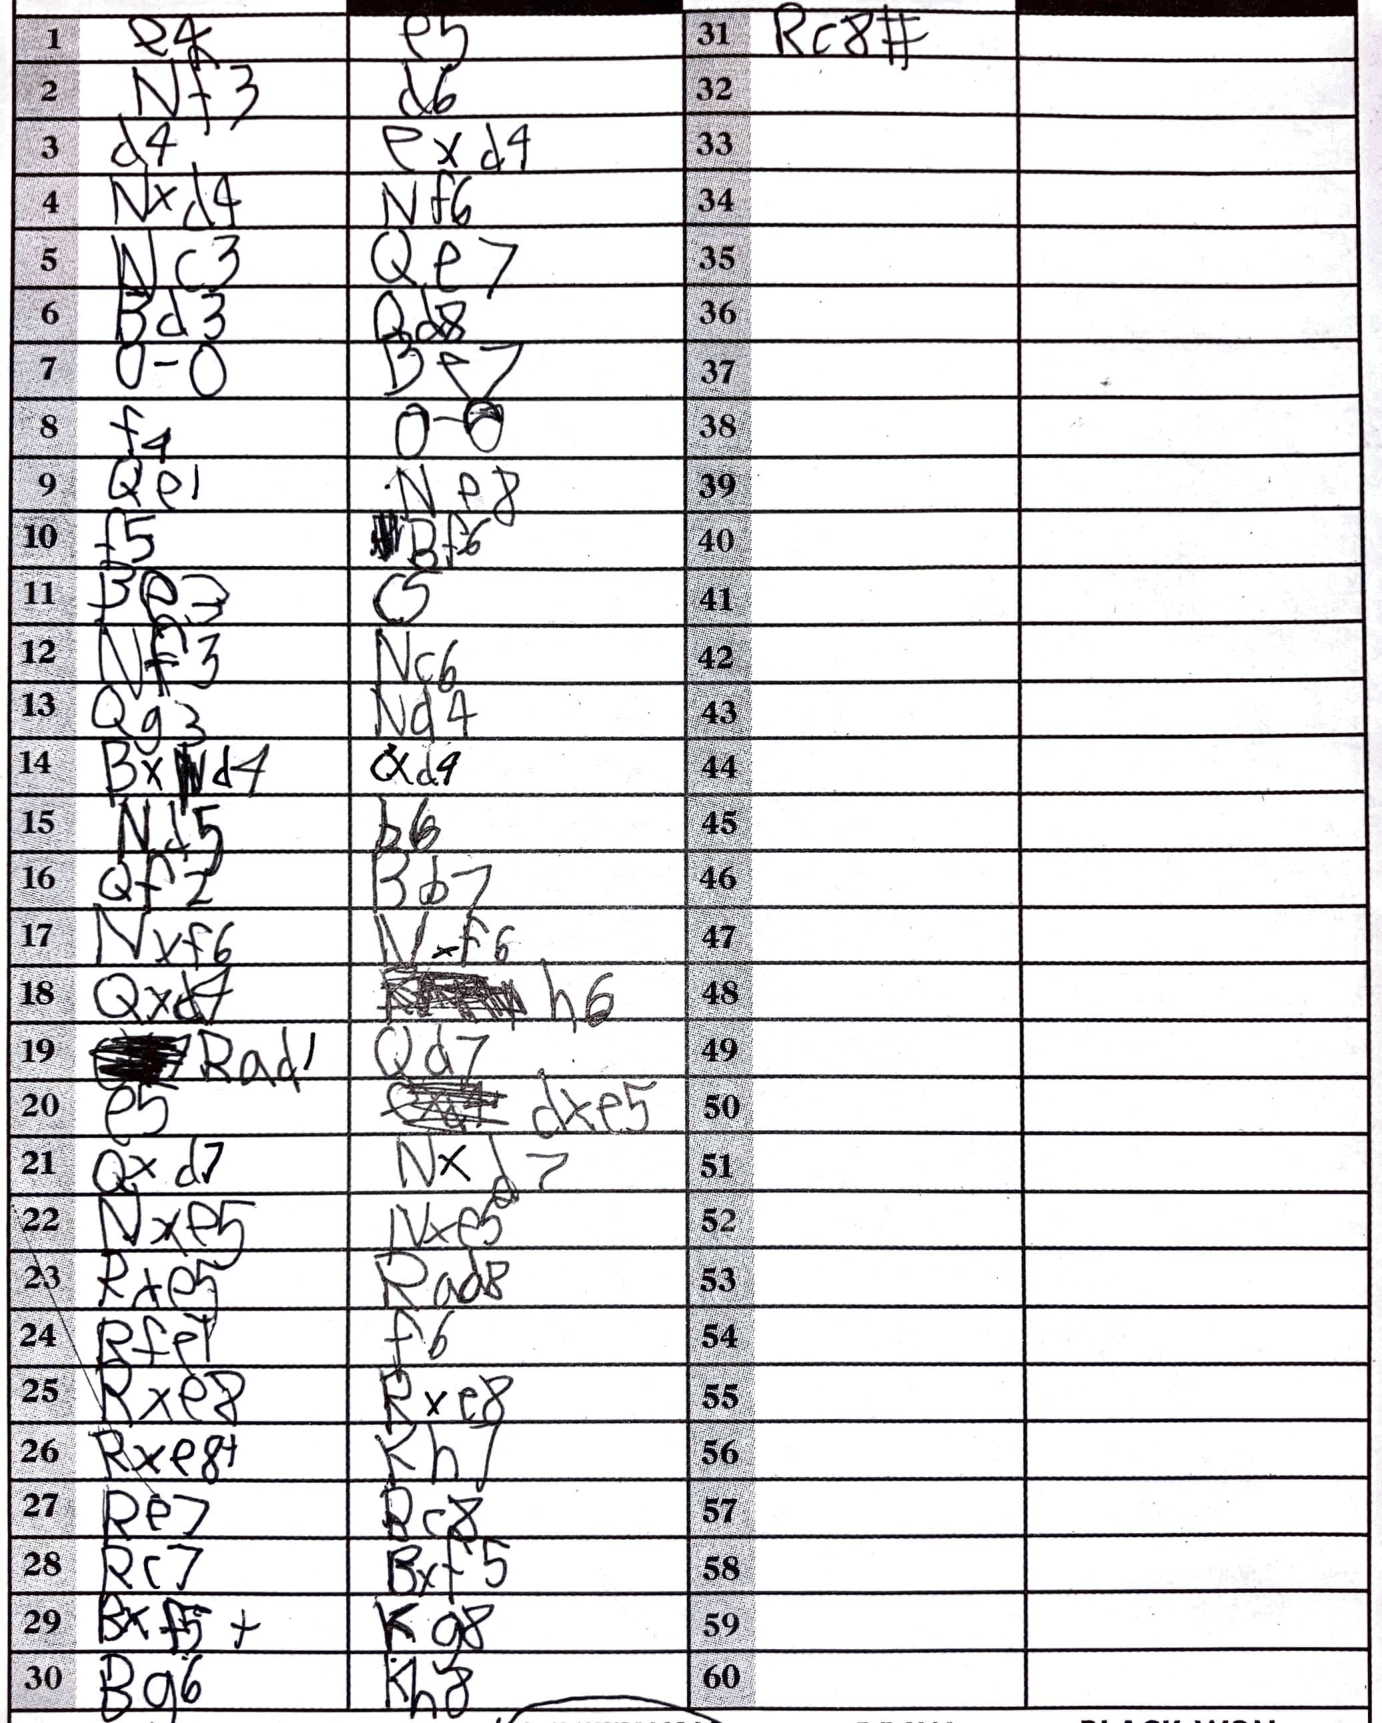 1 e4 e5 31 Rc8#
2 Nf3 d6 32
3 d4 exd4 33
4 Nxd4 Nf6 34
5 Nc3 Qe7 35
6 Bd3 Qd8 36
7 0-0 Be7 37
8 f4 0-0 38
9 Qe1 Ne8 39
10 f5 Bf6 40
11 Be3 c5 41
12 Nf3 Nc6 42
13 Qg3 Nd4 43
14 Bxd4 cxd4 44
15 Nd5 b6 45
16 Qf2 Bb7 46
17 Nxf6 Nxf6 47
18 Qxd4 h6 48
19 Rad1 Qd7 49
20 e5 dxe5 50
21 Qxd7 Nxd7 51
22 Nxe5 Nxe5 52
23 Rxe5 Rad8 53
24 Rfe1 f6 54
25 Rxe8 Rxe8 55
26 Rxe8+ Kh7 56
27 Re7 Bc8 57
28 Rc7 Bxf5 58
29 Bxf5+ Kg8 59
30 Bg6 Kh8 60